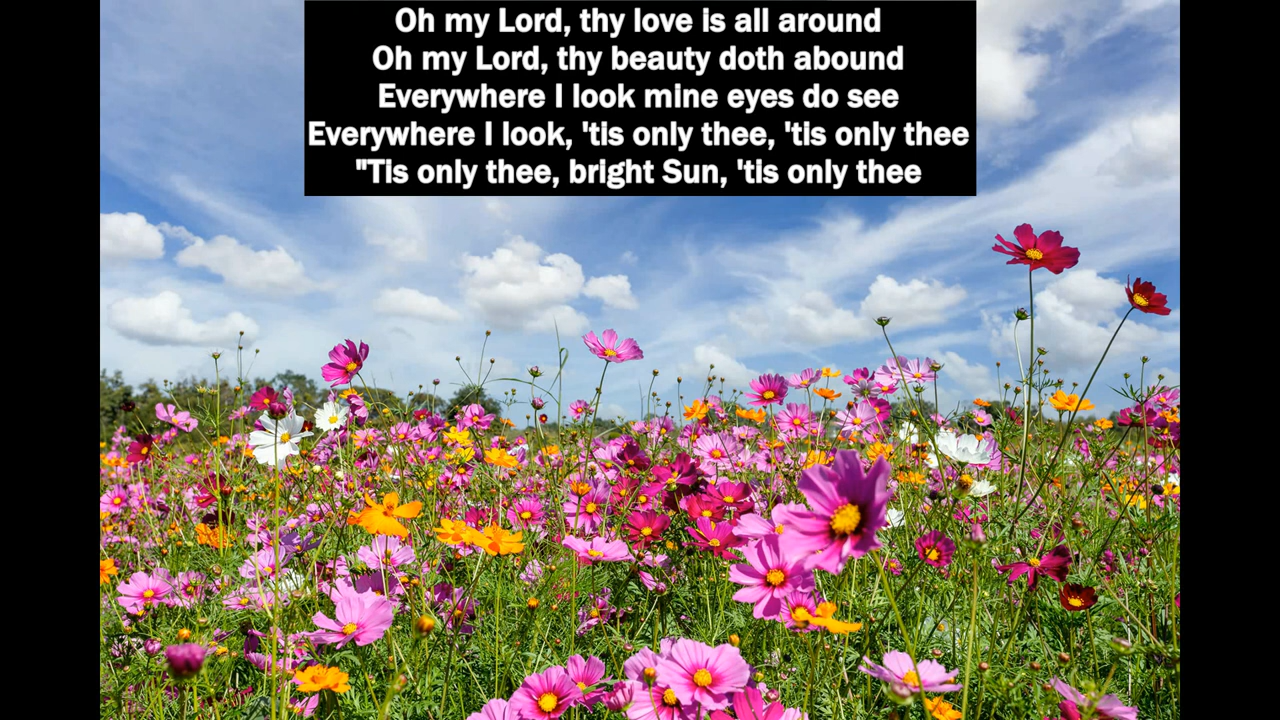 Oh my Lord, thy love is all around
Oh my Lord, thy beauty doth abound
Everywhere I look mine eyes do see
Everywhere I look, 'tis only thee, 'tis only thee
"Tis only thee, bright Sun, 'tis only thee